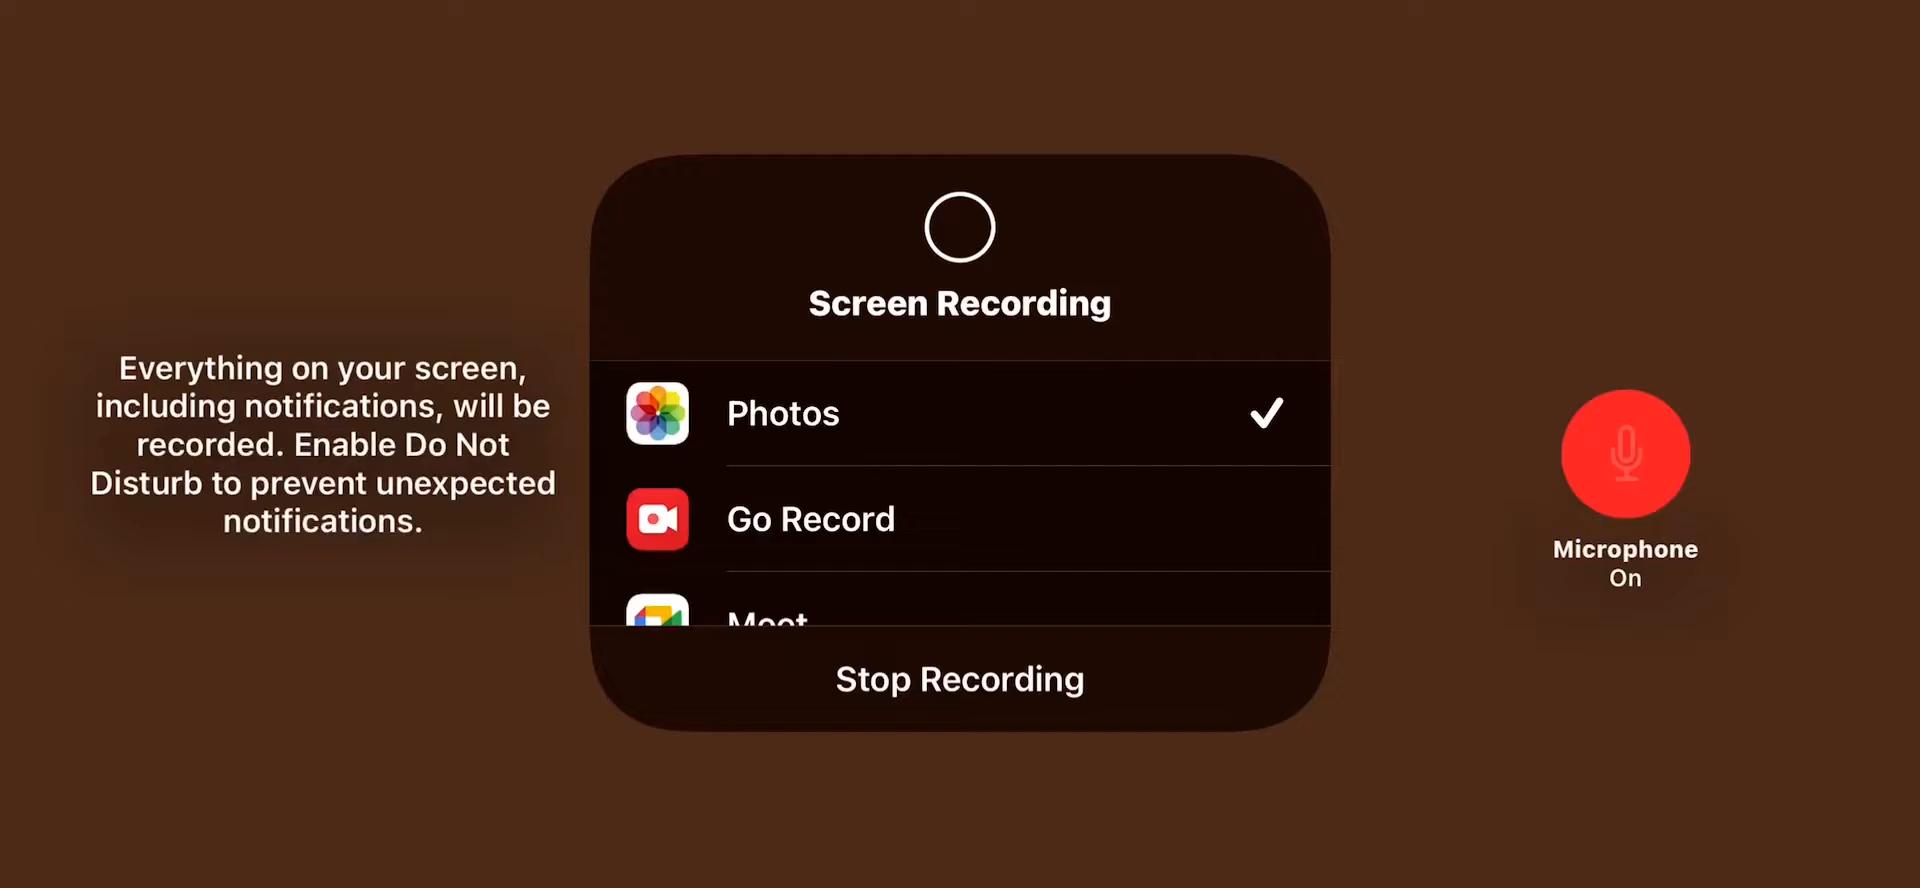 Screen Recording
Everything on your screen,
including notifications, will be
recorded. Enable Do Not
Disturb to prevent unexpected
notifications.
Photos
Go Record
Meet
Stop Recording
Microphone
On